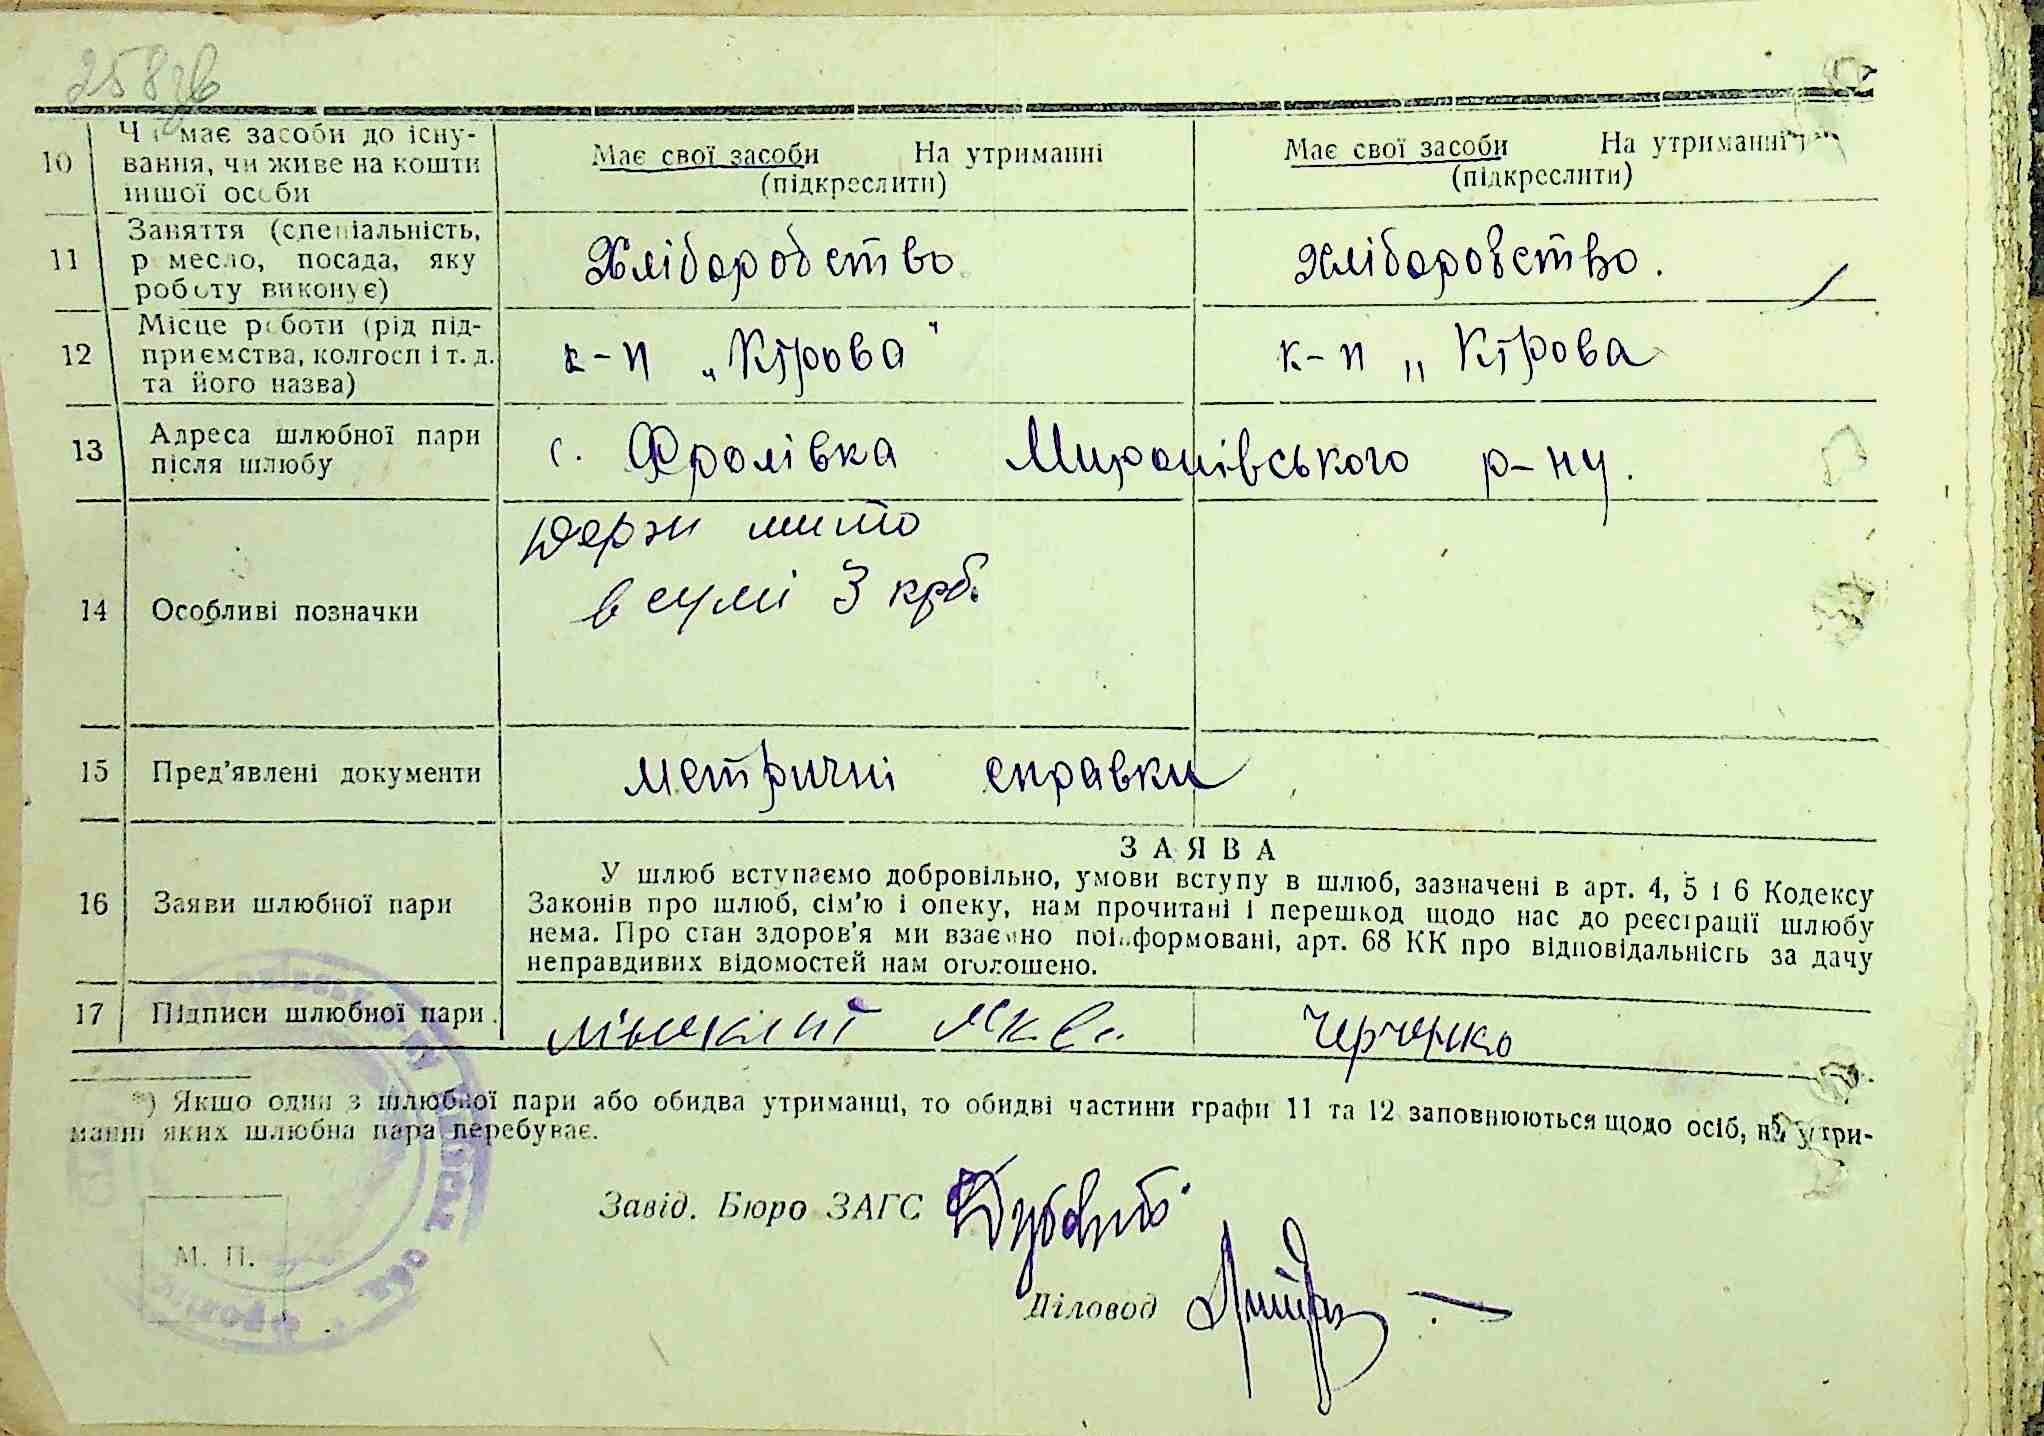 258зв
10 Чи має засоби до існу- вання, чи живе на кошти іншої особи
Має свої засоби На утриманні
(підкреслити)
Має свої засоби На утриманні
(підкреслити)
11 Заняття (спеціальність, ремесло, посада, яку роботу виконує)
Хліборобство
хліборобство.
12 Місце роботи (рід під- приємства, колгосп і т. д. та його назва)
к-п „Кірова"
к-п „Кірова
13 Адреса шлюбної пари після шлюбу
с. Фролівка Миронівського р-ну.
14 Особливі позначки
Держ мито
в сумі 3 крб.
15 Пред'явлені документи
метричні справки
16 Заяви шлюбної пари
ЗАЯВА
У шлюб вступаємо добровільно, умови вступу в шлюб, зазначені в арт. 4, 5 і 6 Кодексу
Законів про шлюб, сім'ю і опеку, нам прочитані і перешкод щодо нас до реєстрації шлюбу
нема. Про стан здоров'я ми взаємно поінформовані, арт. 68 КК про відповідальність за дачу
неправдивих відомостей нам оголошено.
17 Підписи шлюбної пари.
*) Якщо один з шлюбної пари або обидва утриманці, то обидві частини графи 11 та 12 заповнюються щодо осіб, на утри-
манні яких шлюбна пара перебуває.
Завід. Бюро ЗАГС
Діловод
М. П.